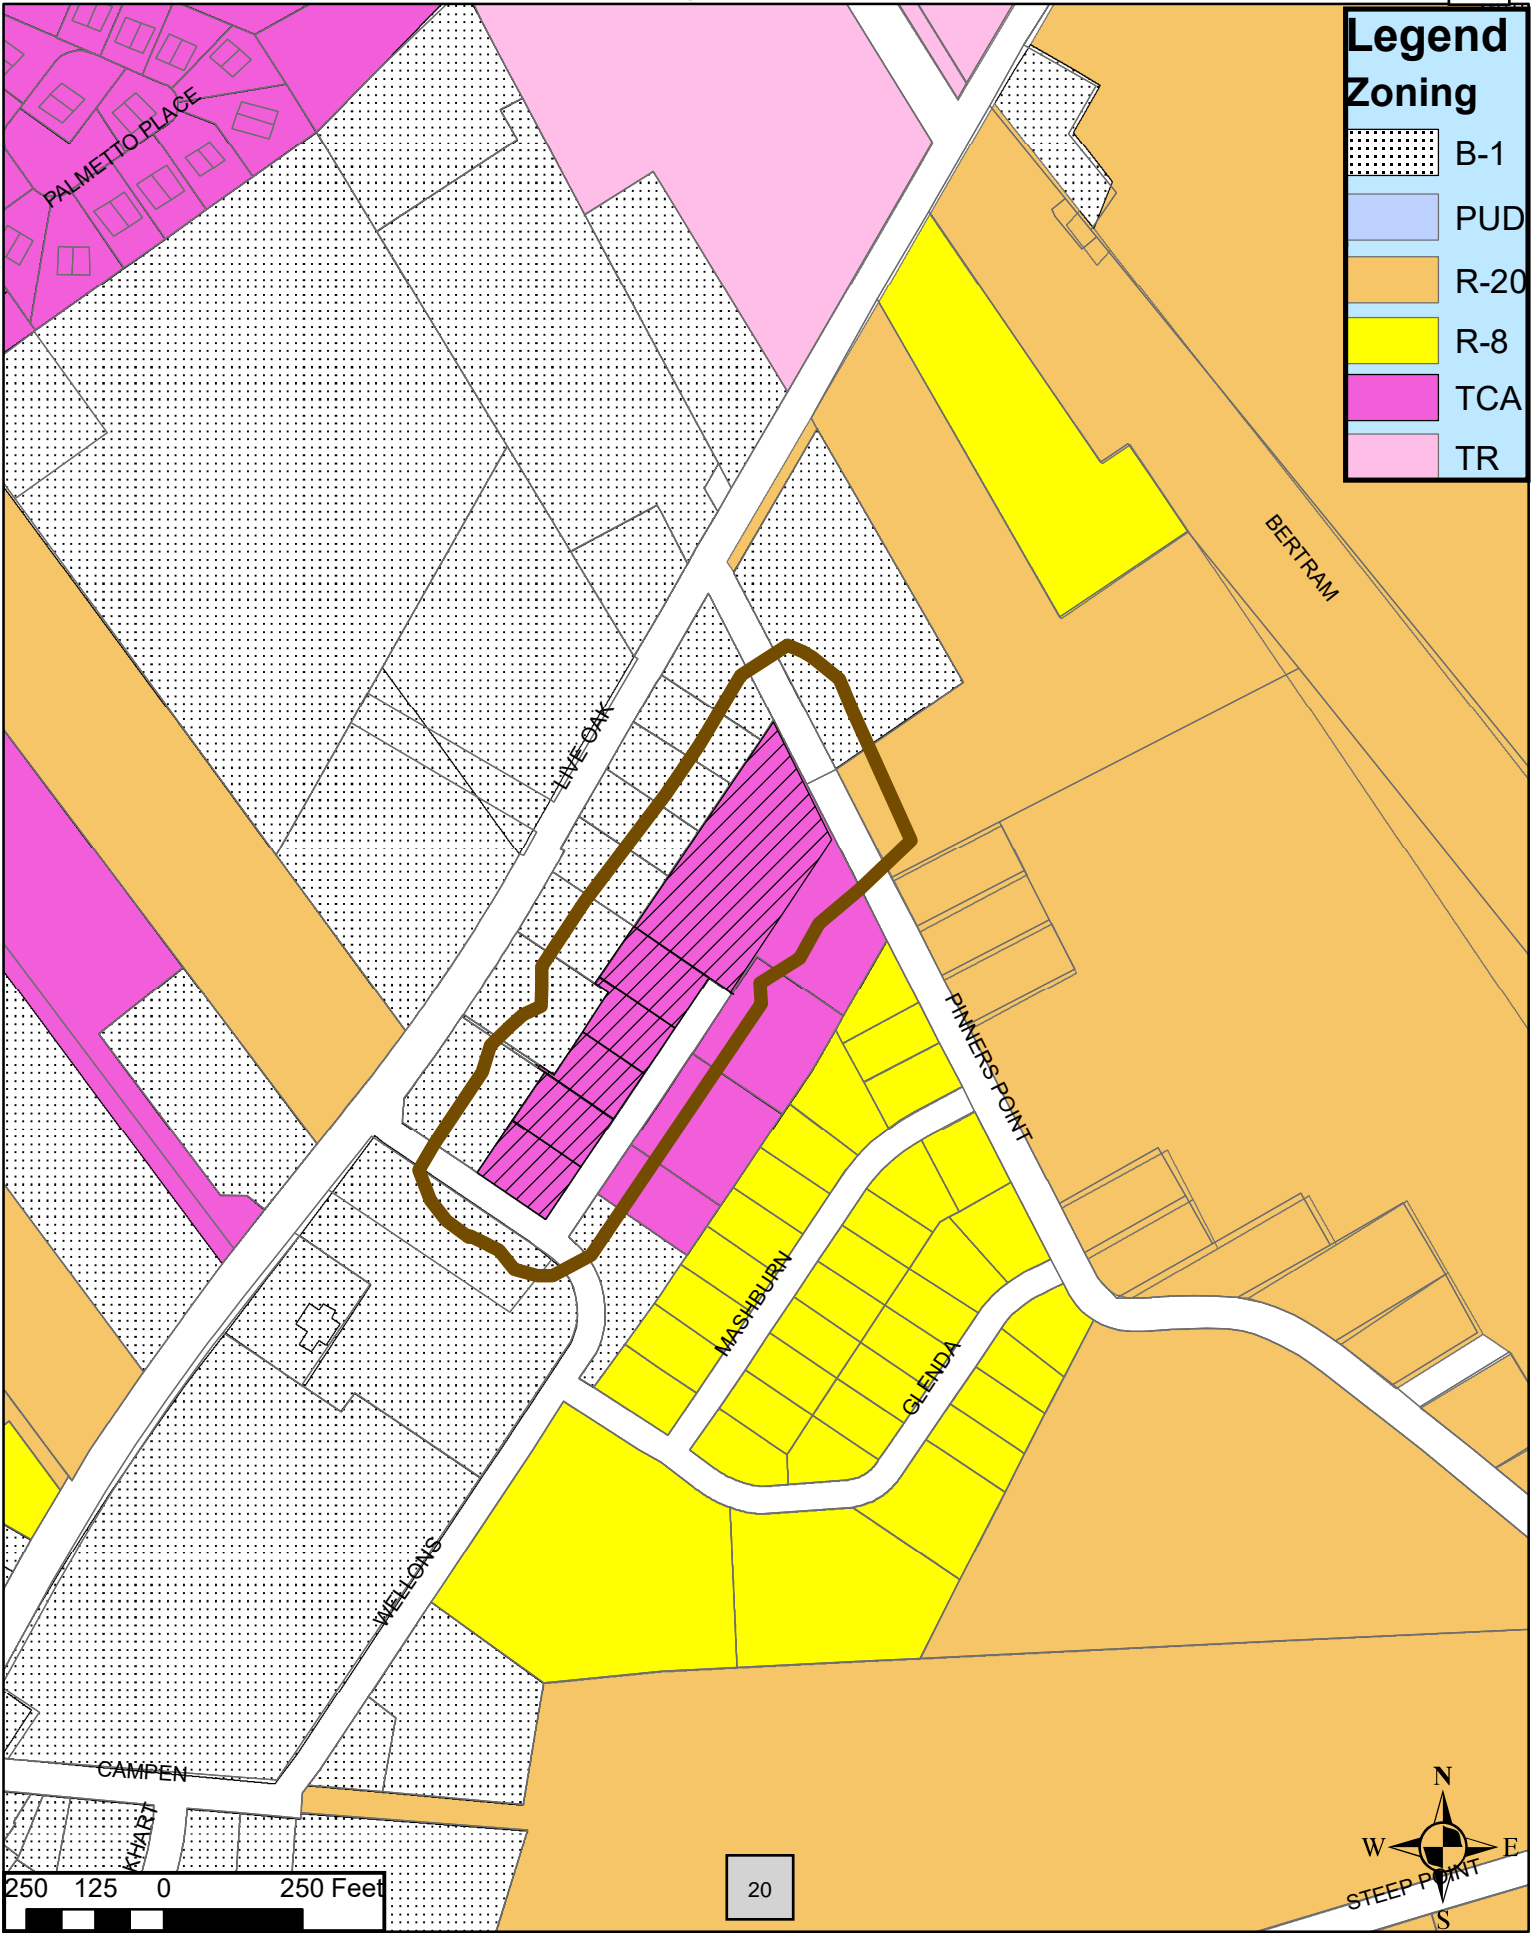 Legend
Zoning
B-1
PUD
R-20
R-8
TCA
TR
PALMETTO PLACE
BERTRAM
LIVE OAK
PINNERS POINT
MASHBURN
GLENDA
WELLONS
CAMPEN
KHART
N
W E
S
STEEP POINT
250 125 0 250 Feet
20